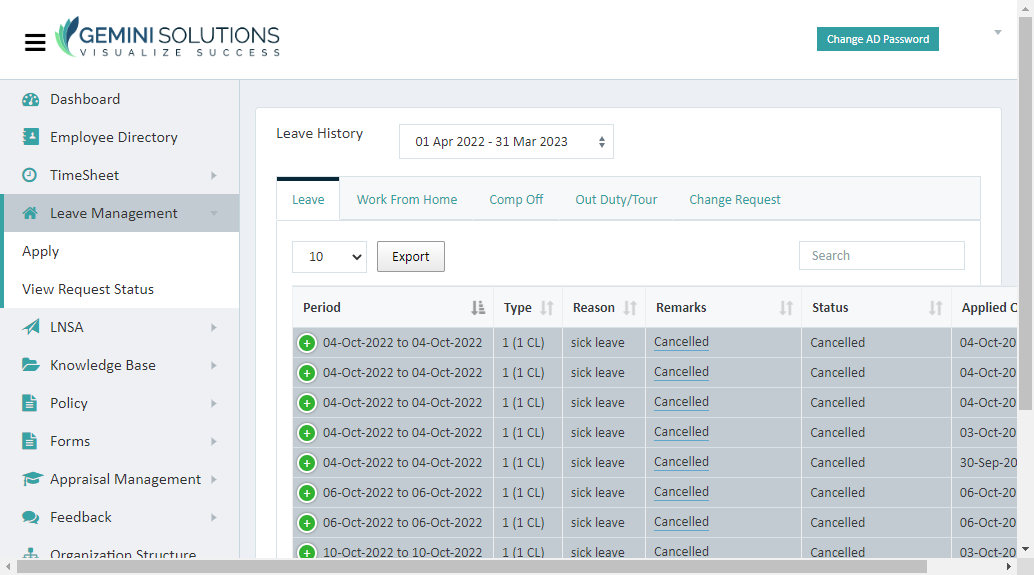 GEMINI SOLUTIONS
VISUALIZE SUCCESS
Change AD Password
Dashboard
Employee Directory
TimeSheet
Leave Management
Apply
View Request Status
LNSA
Knowledge Base
Policy
Forms
Appraisal Management
Feedback
Organization Structure
Leave History
01 Apr 2022 - 31 Mar 2023
Leave Work From Home Comp Off Out Duty/Tour Change Request
10 Export Search
Period Type Reason Remarks Status Applied O
04-Oct-2022 to 04-Oct-2022 1 (1 CL) sick leave Cancelled Cancelled 04-Oct-20
04-Oct-2022 to 04-Oct-2022 1 (1 CL) sick leave Cancelled Cancelled 04-Oct-20
04-Oct-2022 to 04-Oct-2022 1 (1 CL) sick leave Cancelled Cancelled 04-Oct-20
04-Oct-2022 to 04-Oct-2022 1 (1 CL) sick leave Cancelled Cancelled 03-Oct-20
04-Oct-2022 to 04-Oct-2022 1 (1 CL) sick leave Cancelled Cancelled 30-Sep-20
06-Oct-2022 to 06-Oct-2022 1 (1 CL) sick leave Cancelled Cancelled 06-Oct-20
06-Oct-2022 to 06-Oct-2022 1 (1 CL) sick leave Cancelled Cancelled 06-Oct-20
10-Oct-2022 to 10-Oct-2022 1 (1 CL) sick leave Cancelled Cancelled 03-Oct-20